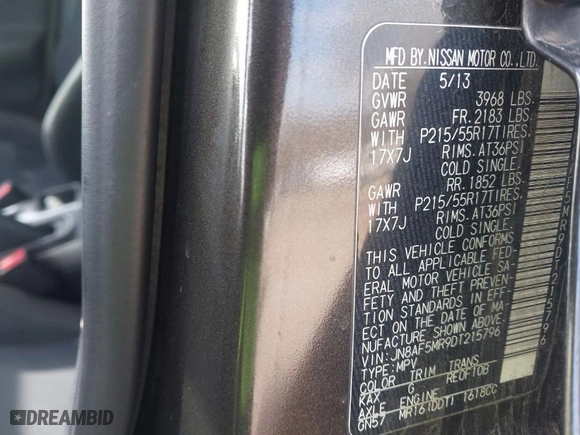 MFD BY.NISSAN MOTOR CO.,LTD.
DATE 5/13
GVWR 3968 LBS.
GAWR FR.2183 LBS.
WITH P215/55R17TIRES.
17X7J RIMS.AT36PSI
COLD SINGLE.
GAWR RR.1852 LBS.
WITH P215/55R17TIRES.
17X7J RIMS.AT36PSI
COLD SINGLE.
THIS VEHICLE CONFORMS
TO ALL APPLICABLE FED-
ERAL MOTOR VEHICLE SA-
FETY AND THEFT PREVEN-
TION STANDARDS IN EFF-
ECT ON THE DATE OF MA-
NUFACTURE SHOWN ABOVE.
VIN:JN8AF5MR9DT215796
TYPE:MPV
COLOR TRIM TRANS
KAX G RE0F10B
AXLE ENGINE
GN57 MR16(DDT) 1618CC
DREAMBID